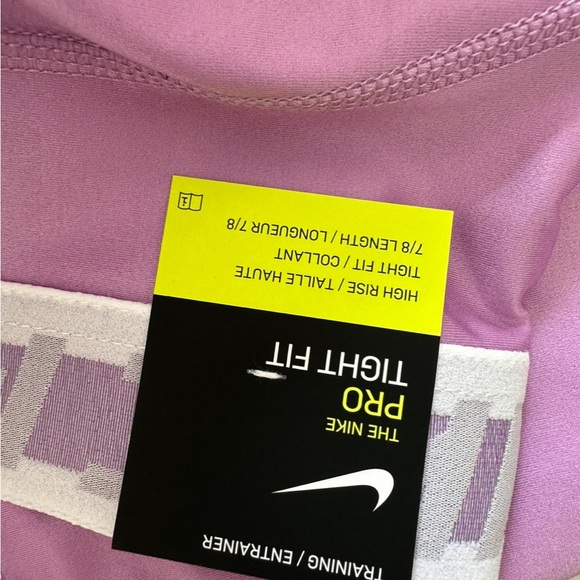 TRAINING / ENTRAINER
THE NIKE
PRO
TIGHT FIT
HIGH RISE / TAILLE HAUTE
TIGHT FIT / COLLANT
7/8 LENGTH / LONGUEUR 7/8